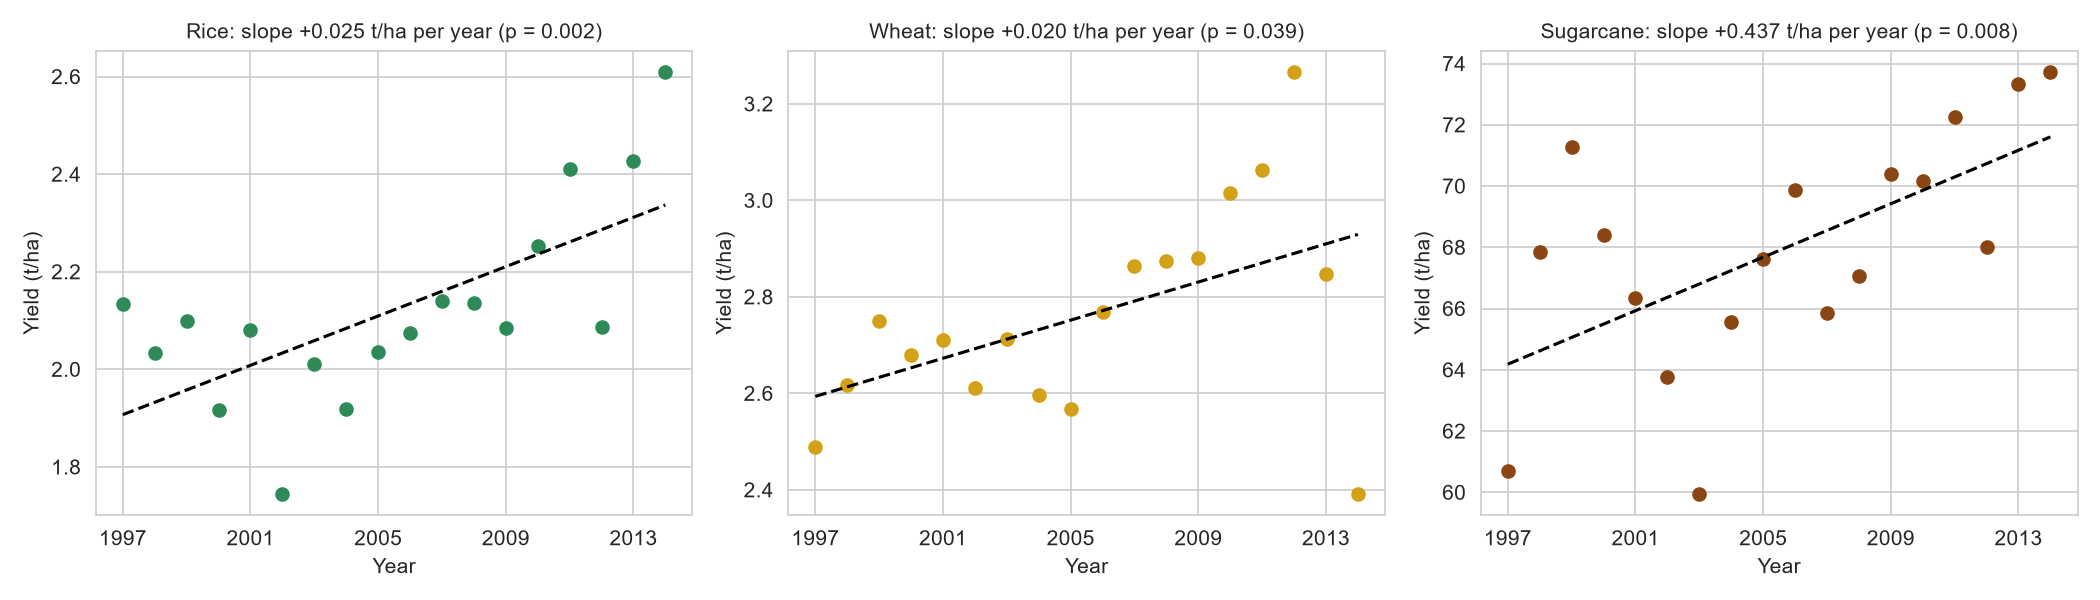 Rice: slope +0.025 t/ha per year (p = 0.002)
2.6
2.4
2.2
2.0
1.8
Yield (t/ha)
1997 2001 2005 2009 2013
Year
Wheat: slope +0.020 t/ha per year (p = 0.039)
3.2
3.0
2.8
2.6
2.4
Yield (t/ha)
1997 2001 2005 2009 2013
Year
Sugarcane: slope +0.437 t/ha per year (p = 0.008)
74
72
70
68
66
64
62
60
Yield (t/ha)
1997 2001 2005 2009 2013
Year